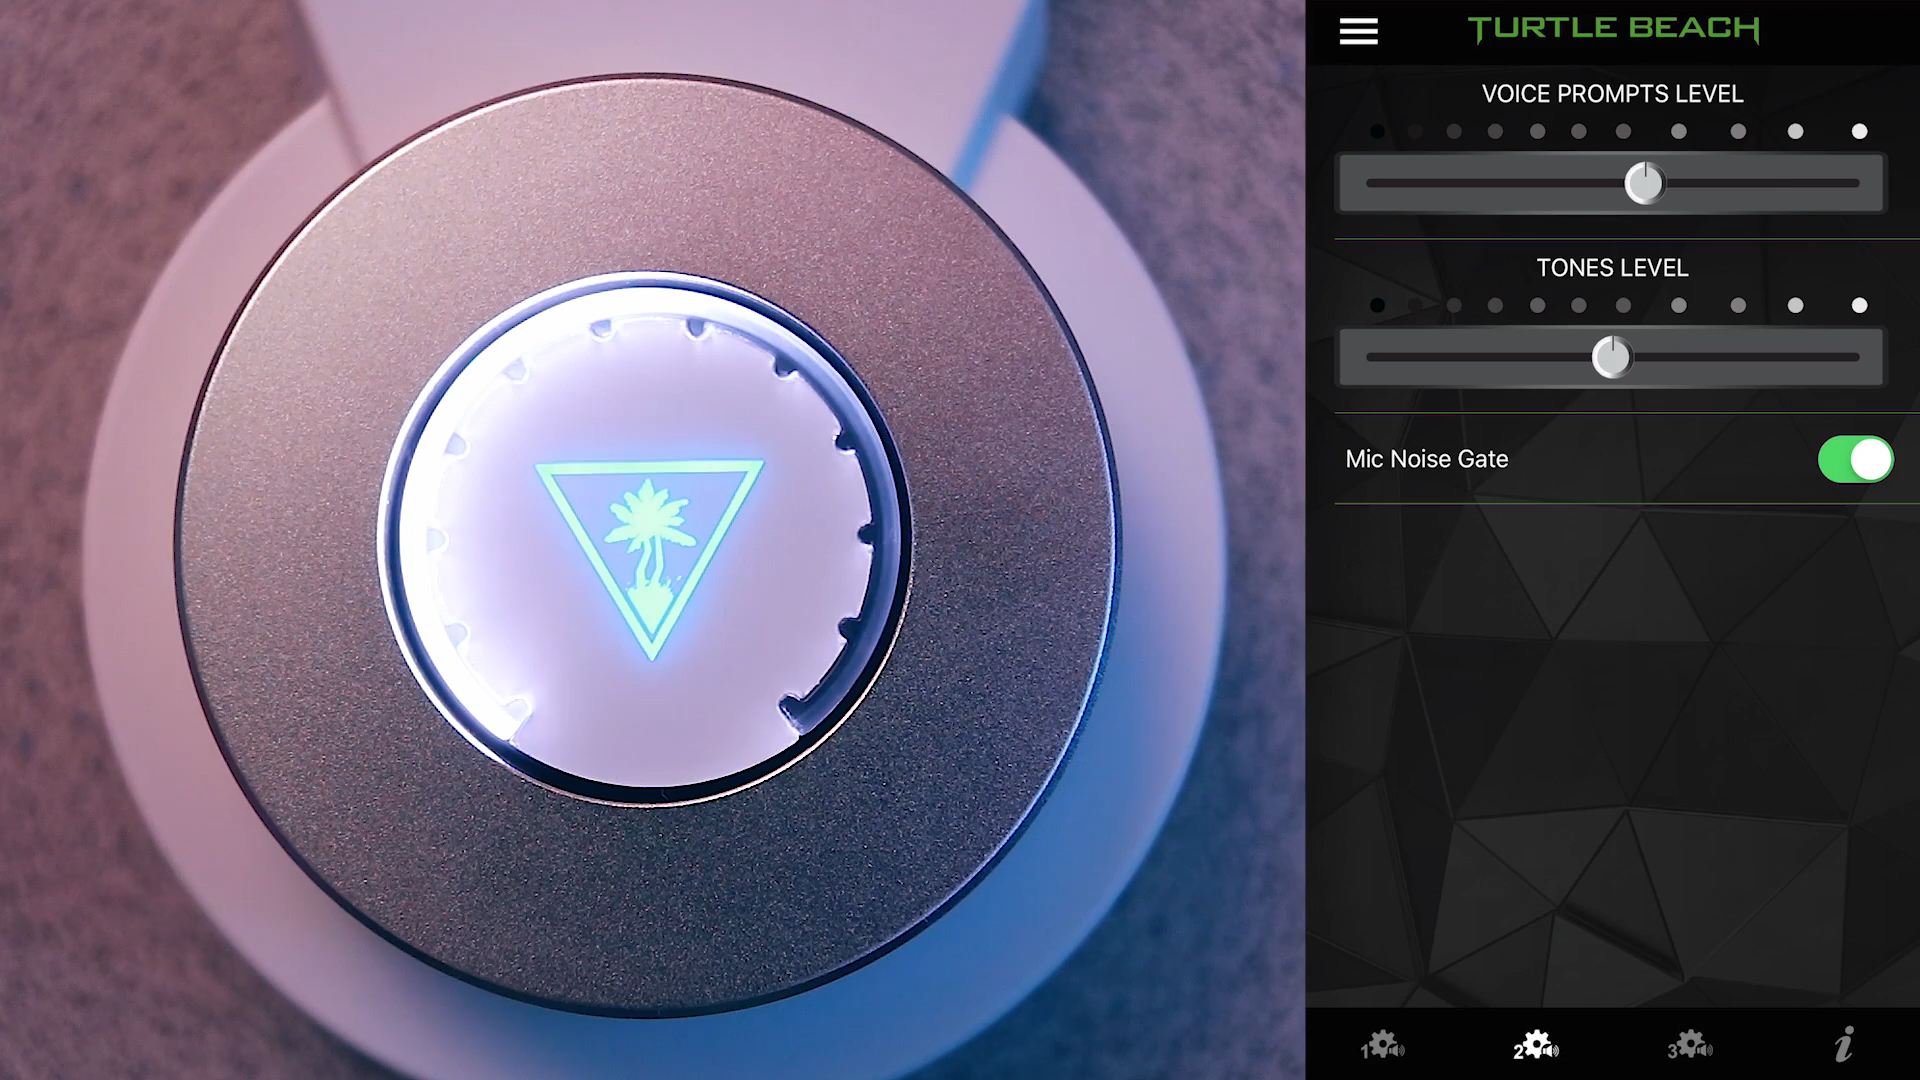 TURTLE BEACH
VOICE PROMPTS LEVEL
TONES LEVEL
Mic Noise Gate
1
2
3
i